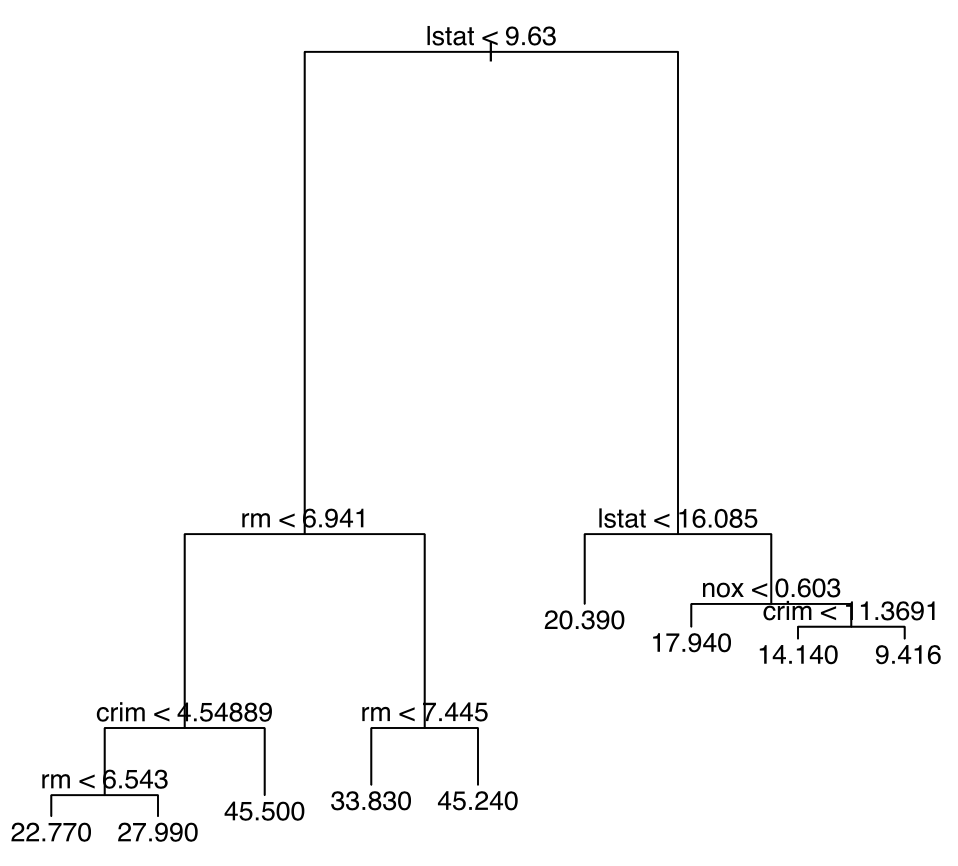 lstat < 9.63
rm < 6.941
lstat < 16.085
nox < 0.603
crim < 11.3691
20.390
17.940
14.140
9.416
crim < 4.54889
rm < 7.445
rm < 6.543
33.830
45.240
45.500
22.770
27.990